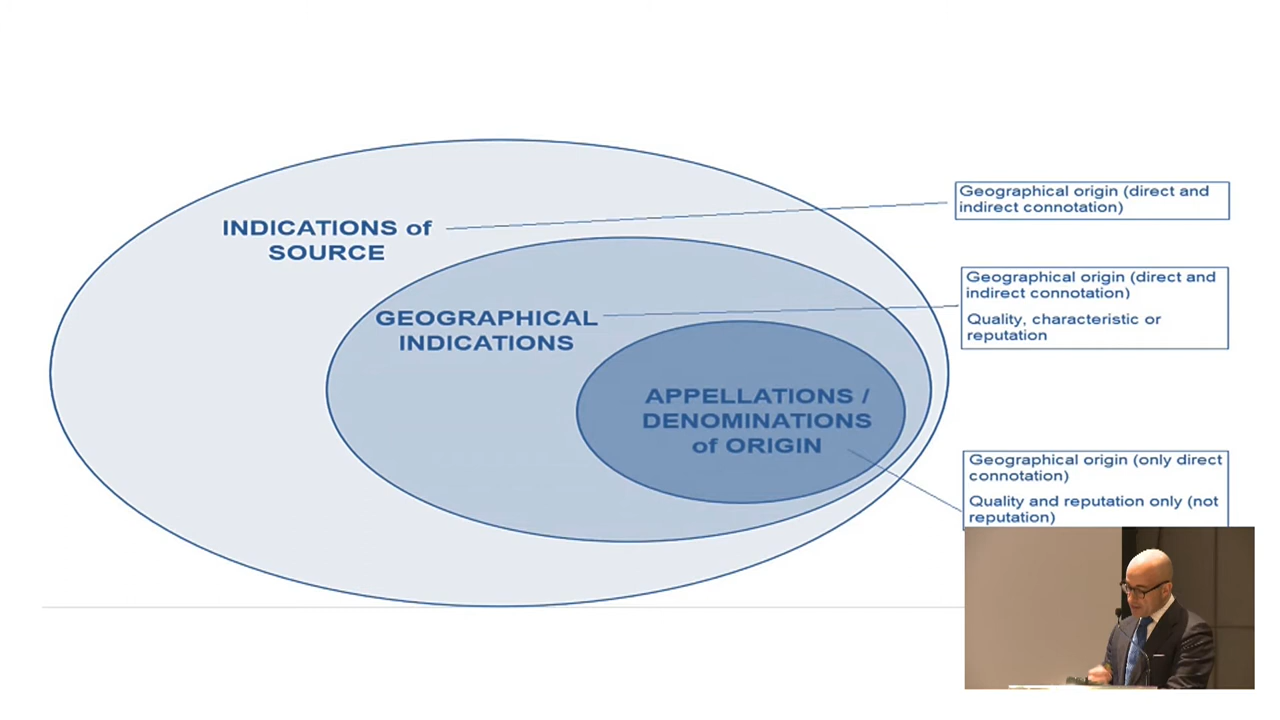 INDICATIONS of
SOURCE
Geographical origin (direct and
indirect connotation)
GEOGRAPHICAL
INDICATIONS
Geographical origin (direct and
indirect connotation)
Quality, characteristic or
reputation
APPELLATIONS /
DENOMINATIONS
of ORIGIN
Geographical origin (only direct
connotation)
Quality and reputation only (not
reputation)